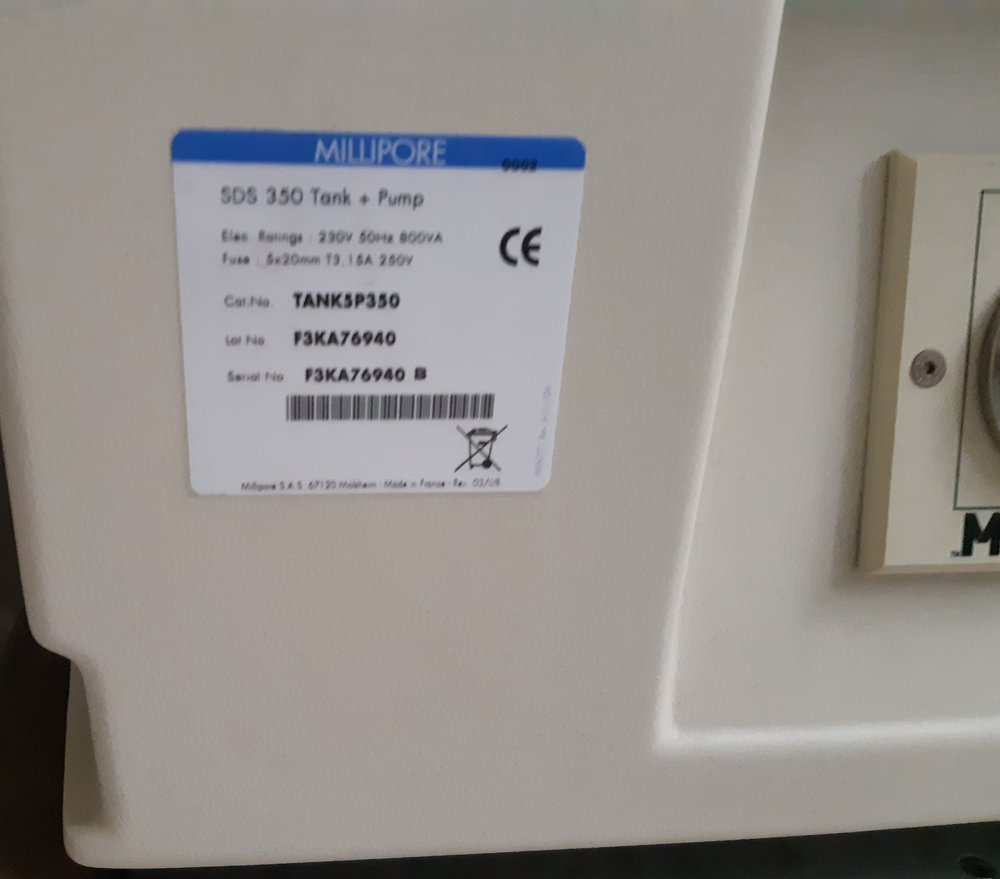 MILLIPORE
SDS 350 Tank + Pump
Elec. Ratings : 230V 50Hz 800VA
Fuse : 5x20mm T3,15A 250V
CE
Cat.No. TANKSP350
Lot No. F3KA76940
Serial No. F3KA76940 B
Millipore S.A.S. 67120 Molsheim - Made in France - Rev. 02/08
M